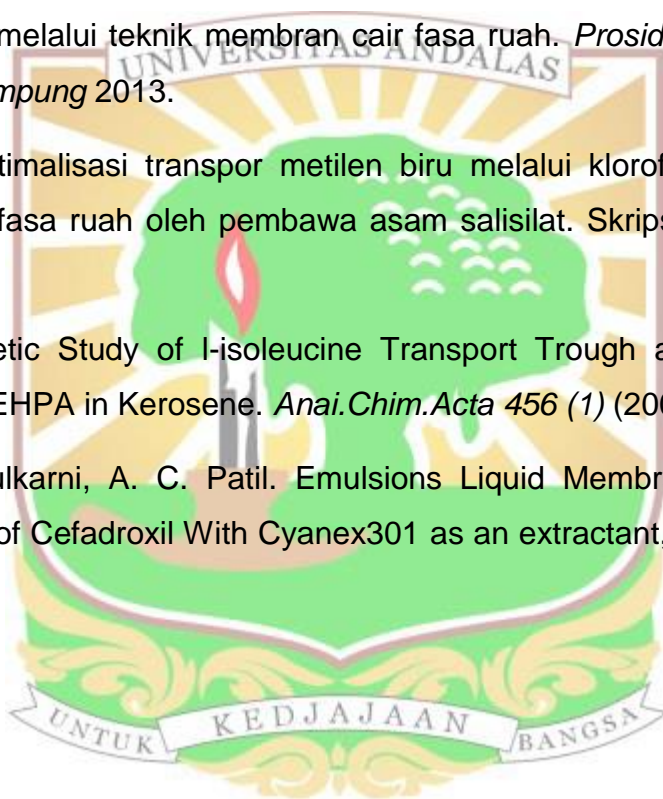 melalui teknik membran cair fasa ruah. Prosid
UNIVERSITAS ANDALAS
mpung 2013.
timalisasi transpor metilen biru melalui klorof
fasa ruah oleh pembawa asam salisilat. Skrips
etic Study of l-isoleucine Transport Trough a
EHPA in Kerosene. Anai.Chim.Acta 456 (1) (200
ulkarni, A. C. Patil. Emulsions Liquid Membr
of Cefadroxil With Cyanex301 as an extractant,
UNTUK KEDJAJAAN BANGSA